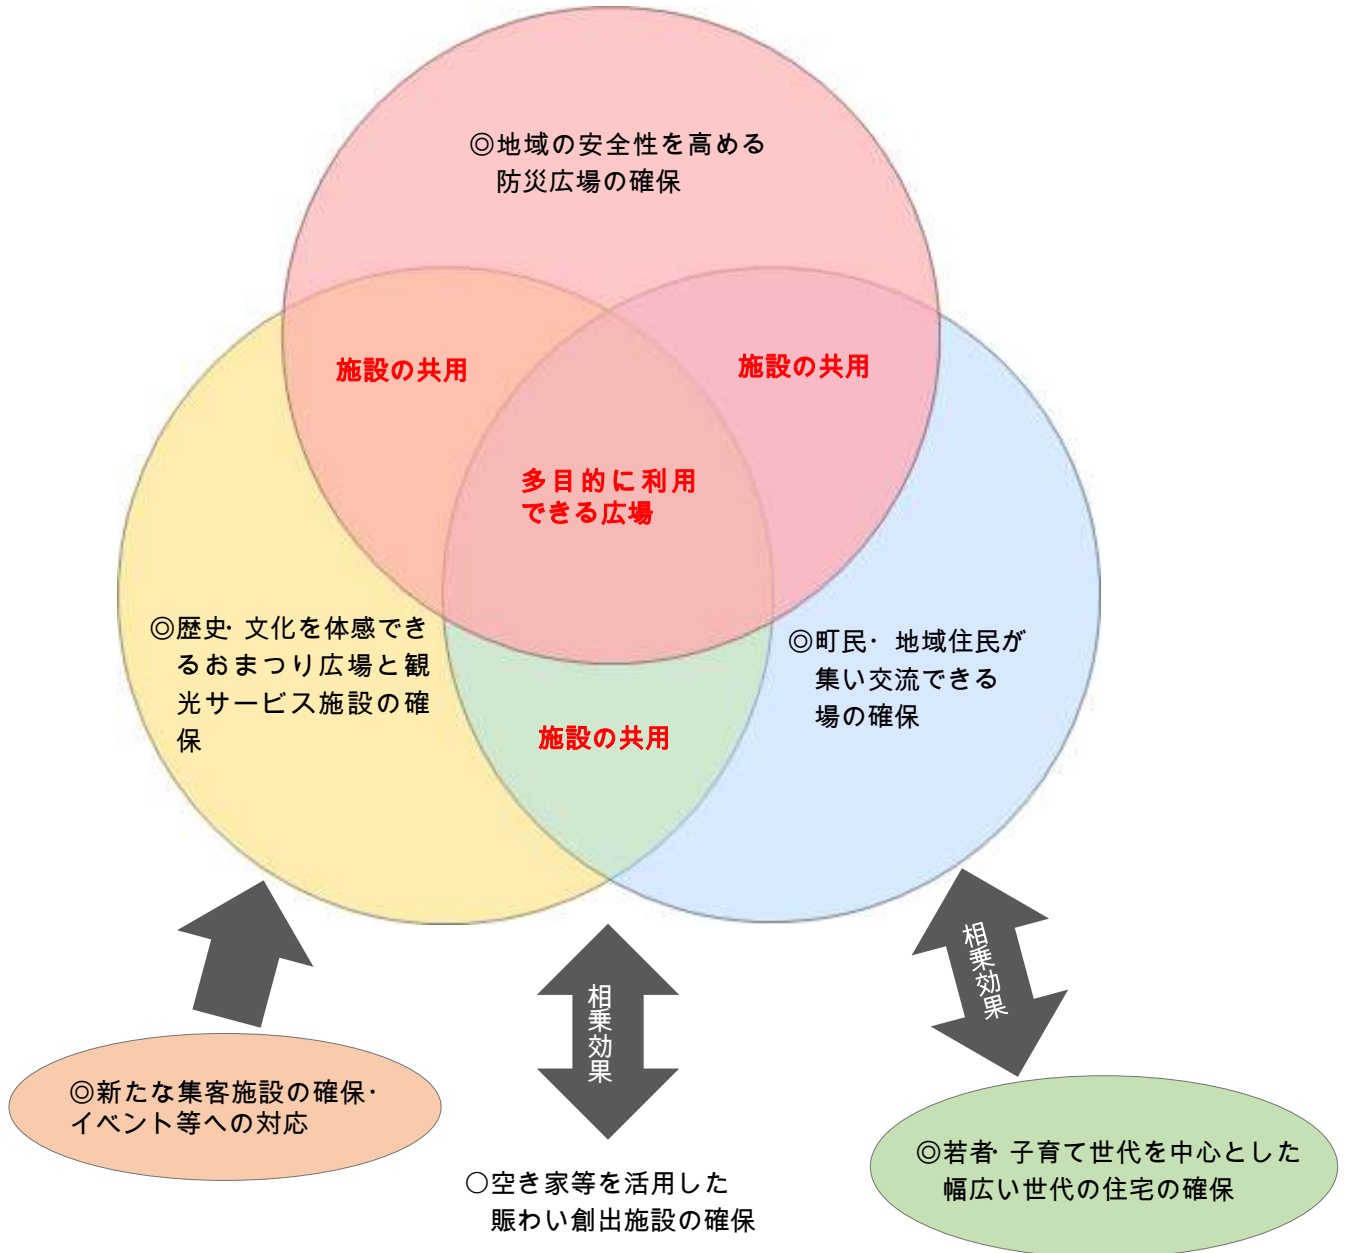 ◎地域の安全性を高める
防災広場の確保
施設の共用
施設の共用
多目的に利用
できる広場
◎歴史・文化を体感でき
るおまつり広場と観
光サービス施設の確
保
◎町民・地域住民が
集い交流できる
場の確保
施設の共用
相乗効果
相乗効果
◎新たな集客施設の確保・
イベント等への対応
○空き家等を活用した
賑わい創出施設の確保
◎若者・子育て世代を中心とした
幅広い世代の住宅の確保